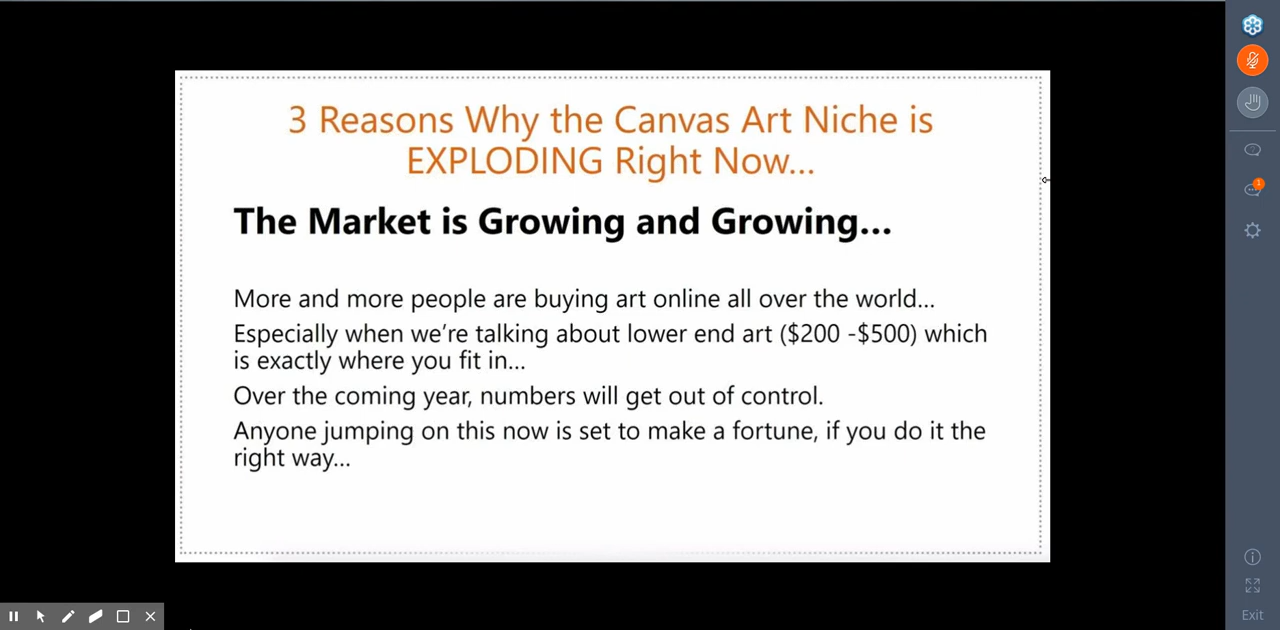 3 Reasons Why the Canvas Art Niche is
EXPLODING Right Now...
The Market is Growing and Growing...
More and more people are buying art online all over the world...
Especially when we're talking about lower end art ($200 -$500) which
is exactly where you fit in...
Over the coming year, numbers will get out of control.
Anyone jumping on this now is set to make a fortune, if you do it the
right way...
1
Exit